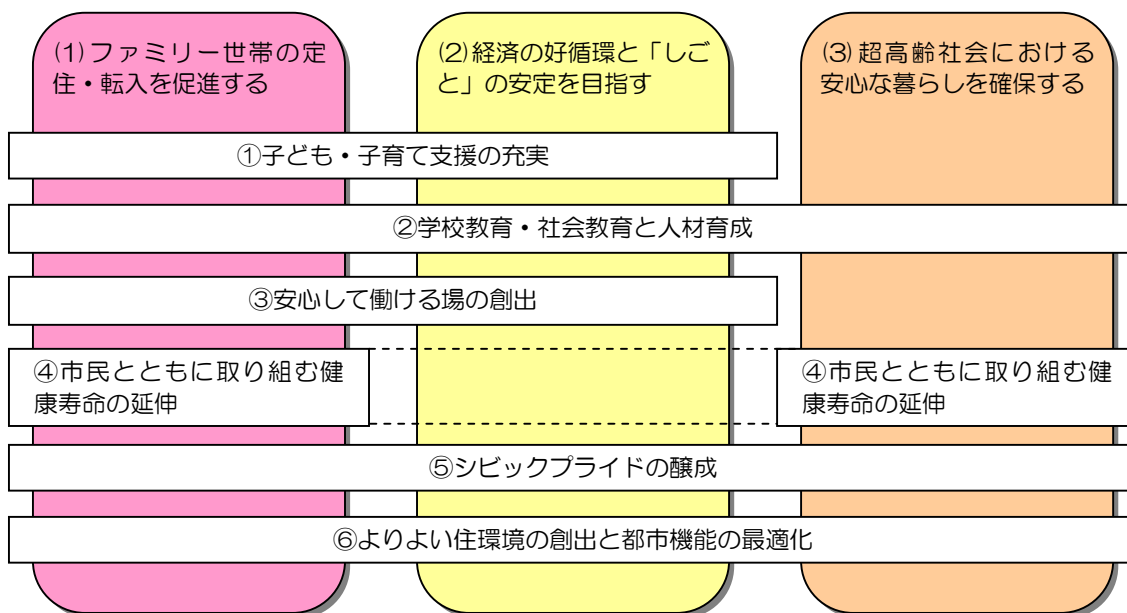 (1)ファミリー世帯の定
住・転入を促進する
(2)経済の好循環と「しご
と」の安定を目指す
(3)超高齢社会における
安心な暮らしを確保する
①子ども・子育て支援の充実
②学校教育・社会教育と人材育成
③安心して働ける場の創出
④市民とともに取り組む健
康寿命の延伸
④市民とともに取り組む健
康寿命の延伸
⑤シビックプライドの醸成
⑥よりよい住環境の創出と都市機能の最適化